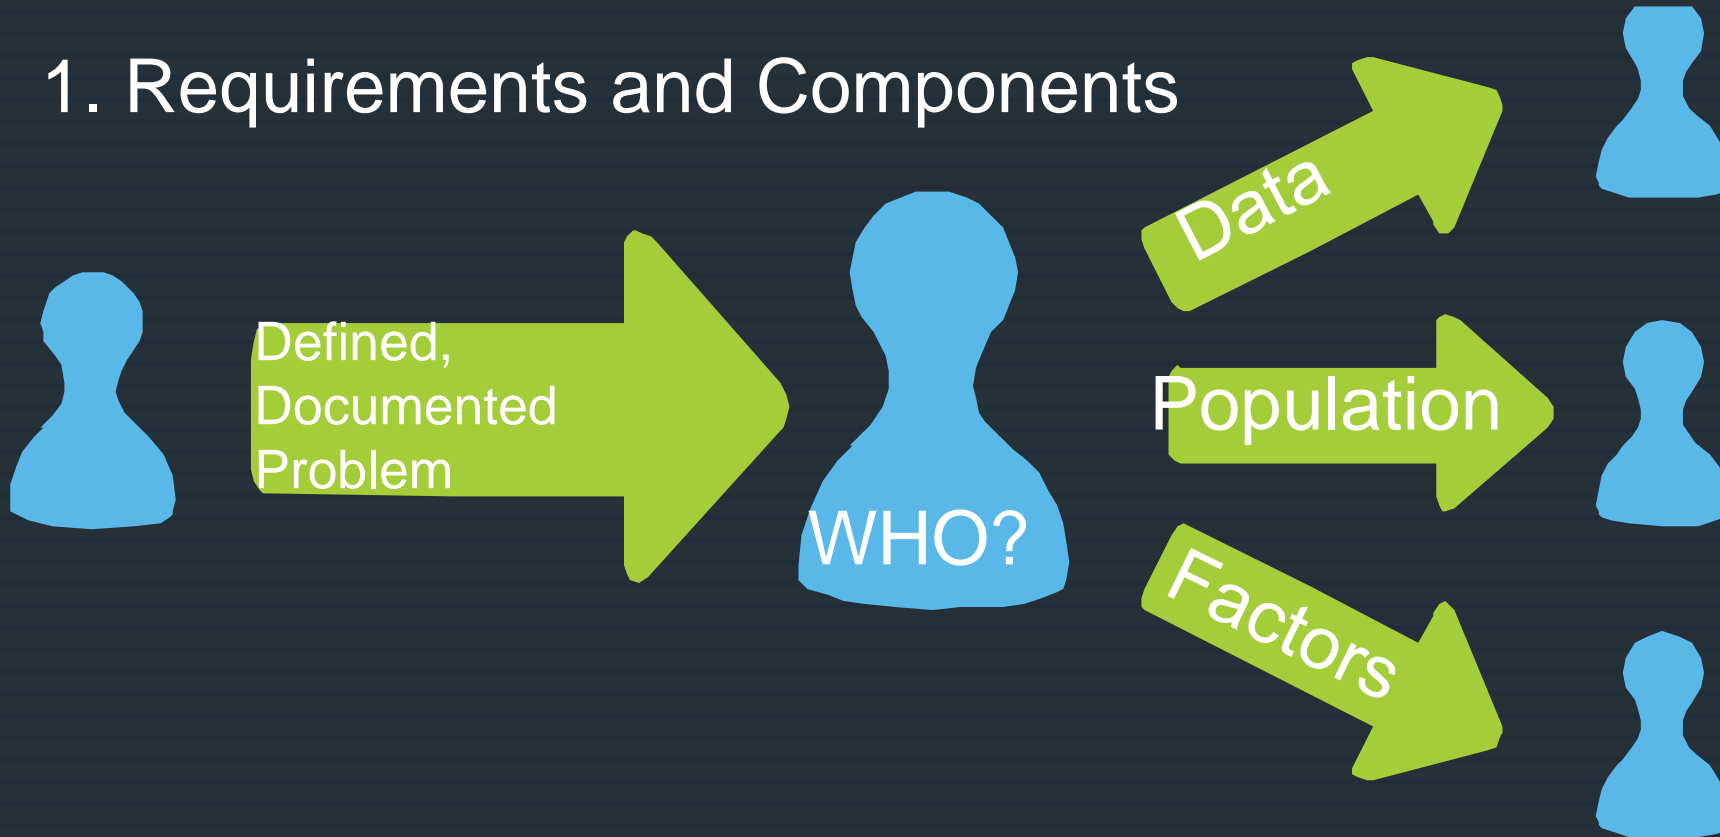 1. Requirements and Components
Defined,
Documented
Problem
WHO?
Data
Population
Factors